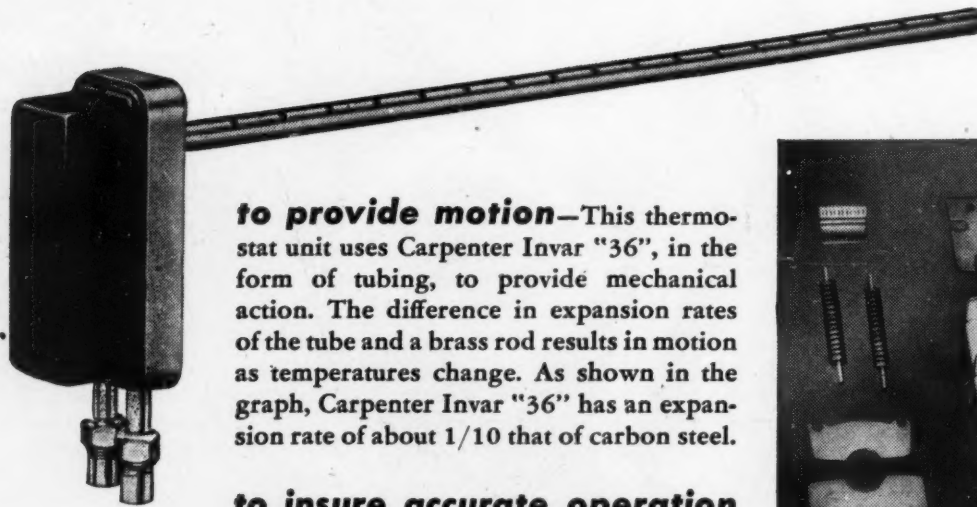 to provide motion—This thermo-
stat unit uses Carpenter Invar "36", in the
form of tubing, to provide mechanical
action. The difference in expansion rates
of the tube and a brass rod results in motion
as temperatures change. As shown in the
graph, Carpenter Invar "36" has an expan-
sion rate of about 1/10 that of carbon steel.
to insure accurate operation